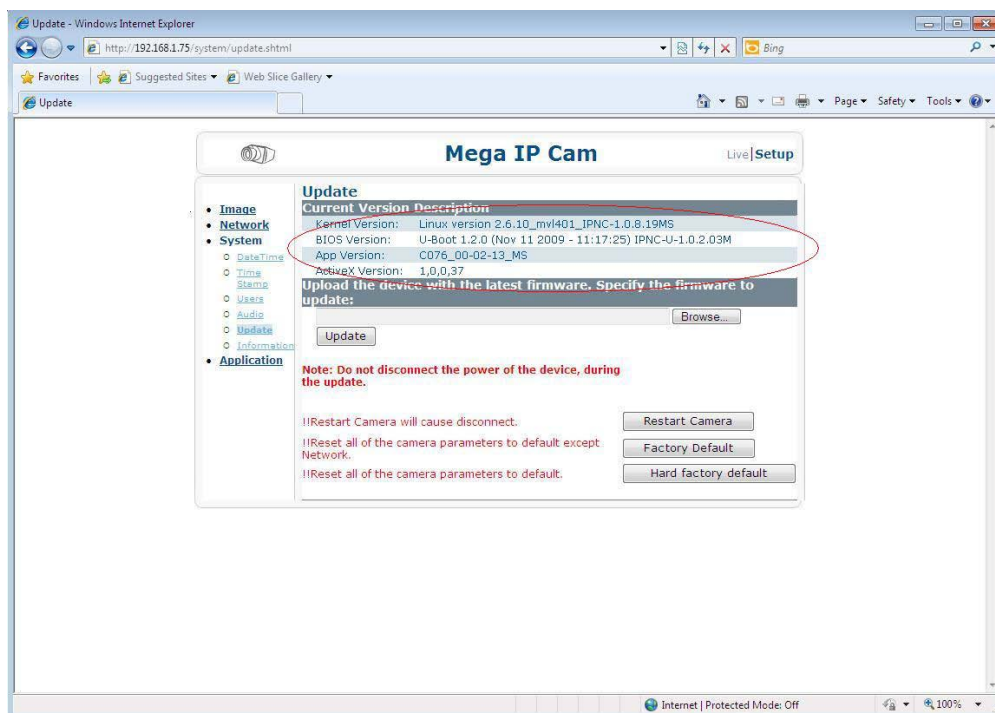 Update - Windows Internet Explorer
http://192.168.1.75/system/update.shtml
Bing
Favorites
Suggested Sites
Web Slice Gallery
Update
Page
Safety
Tools
Mega IP Cam
Live|Setup
Image
Network
System
DateTime
Time
Stamp
Users
Audio
Update
Information
Application
Update
Current Version Description
Kernel Version: Linux version 2.6.10_mvl401_IPNC-1.0.8.19MS
BIOS Version: U-Boot 1.2.0 (Nov 11 2009 - 11:17:25) IPNC-U-1.0.2.03M
App Version: C076_00-02-13_MS
ActiveX Version: 1,0,0,37
Upload the device with the latest firmware. Specify the firmware to
update:
Browse...
Update
Note: Do not disconnect the power of the device, during
the update.
!!Restart Camera will cause disconnect.
Restart Camera
!!Reset all of the camera parameters to default except
Network.
Factory Default
!!Reset all of the camera parameters to default.
Hard factory default
Internet | Protected Mode: Off
100%